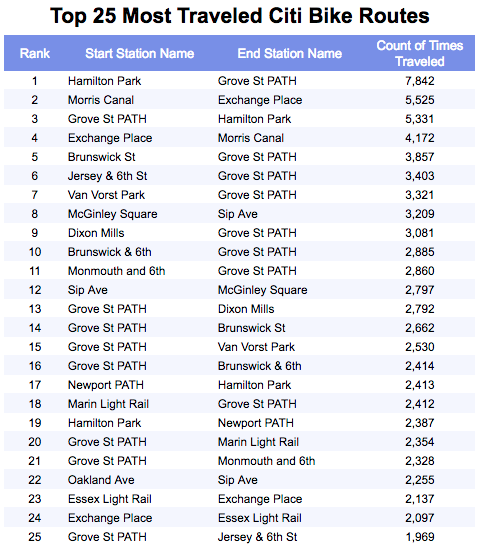 Top 25 Most Traveled Citi Bike Routes
Rank Start Station Name End Station Name Count of Times Traveled
1 Hamilton Park Grove St PATH 7,842
2 Morris Canal Exchange Place 5,525
3 Grove St PATH Hamilton Park 5,331
4 Exchange Place Morris Canal 4,172
5 Brunswick St Grove St PATH 3,857
6 Jersey & 6th St Grove St PATH 3,403
7 Van Vorst Park Grove St PATH 3,321
8 McGinley Square Sip Ave 3,209
9 Dixon Mills Grove St PATH 3,081
10 Brunswick & 6th Grove St PATH 2,885
11 Monmouth and 6th Grove St PATH 2,860
12 Sip Ave McGinley Square 2,797
13 Grove St PATH Dixon Mills 2,792
14 Grove St PATH Brunswick St 2,662
15 Grove St PATH Van Vorst Park 2,530
16 Grove St PATH Brunswick & 6th 2,414
17 Newport PATH Hamilton Park 2,413
18 Marin Light Rail Grove St PATH 2,412
19 Hamilton Park Newport PATH 2,387
20 Grove St PATH Marin Light Rail 2,354
21 Grove St PATH Monmouth and 6th 2,328
22 Oakland Ave Sip Ave 2,255
23 Essex Light Rail Exchange Place 2,137
24 Exchange Place Essex Light Rail 2,097
25 Grove St PATH Jersey & 6th St 1,969